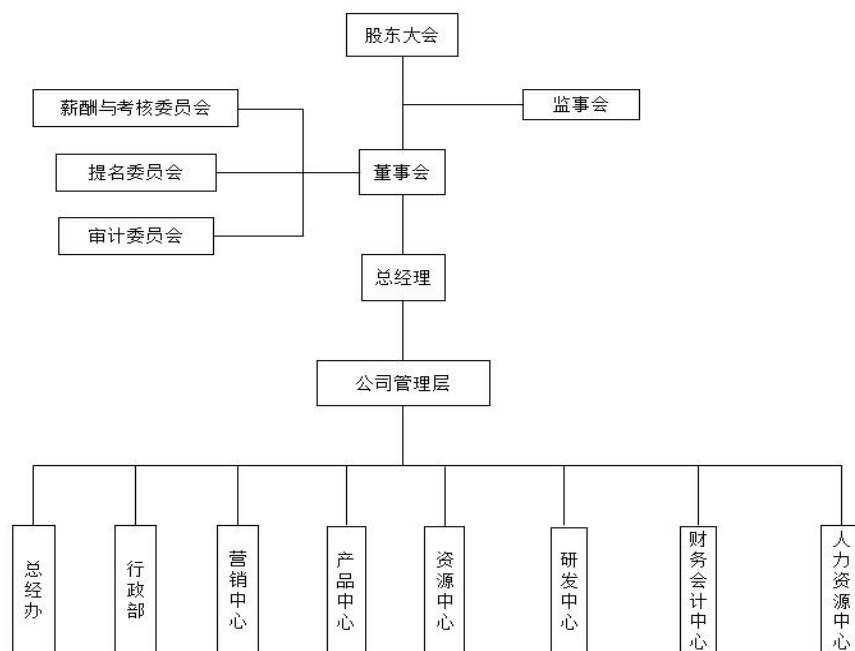 股东大会
薪酬与考核委员会
监事会
提名委员会
董事会
审计委员会
总经理
公司管理层
总经办
行政部
营销中心
产品中心
资源中心
研发中心
财务会计中心
人力资源中心